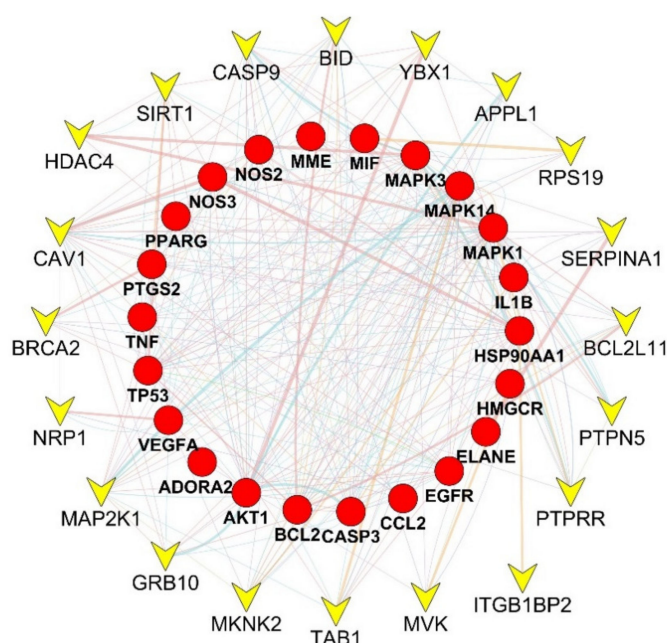 BID
CASP9
YBX1
SIRT1
APPL1
HDAC4
MME
MIF
NOS2
MAPK3
RPS19
NOS3
MAPK14
PPARG
MAPK1
CAV1
SERPINA1
PTGS2
IL1B
TNF
HSP90AA1
BRCA2
BCL2L11
TP53
HMGCR
NRP1
VEGFA
ELANE
PTPN5
ADORA2
EGFR
MAP2K1
AKT1
BCL2
CASP3
CCL2
PTPRR
GRB10
ITGB1BP2
MKNK2
TAB1
MVK